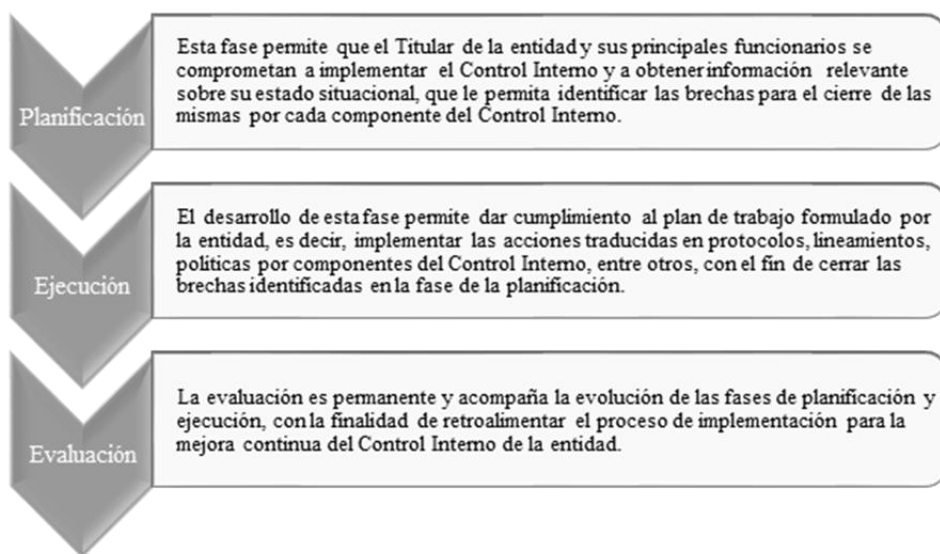 Planificación
Esta fase permite que el Titular de la entidad y sus principales funcionarios se
comprometan a implementar el Control Interno y a obtener información relevante
sobre su estado situacional, que le permita identificar las brechas para el cierre de las
mismas por cada componente del Control Interno.
Ejecución
El desarrollo de esta fase permite dar cumplimiento al plan de trabajo formulado por
la entidad, es decir, implementar las acciones traducidas en protocolos, lineamientos,
políticas por componentes del Control Interno, entre otros, con el fin de cerrar las
brechas identificadas en la fase de la planificación.
Evaluación
La evaluación es permanente y acompaña la evolución de las fases de planificación y
ejecución, con la finalidad de retroalimentar el proceso de implementación para la
mejora continua del Control Interno de la entidad.